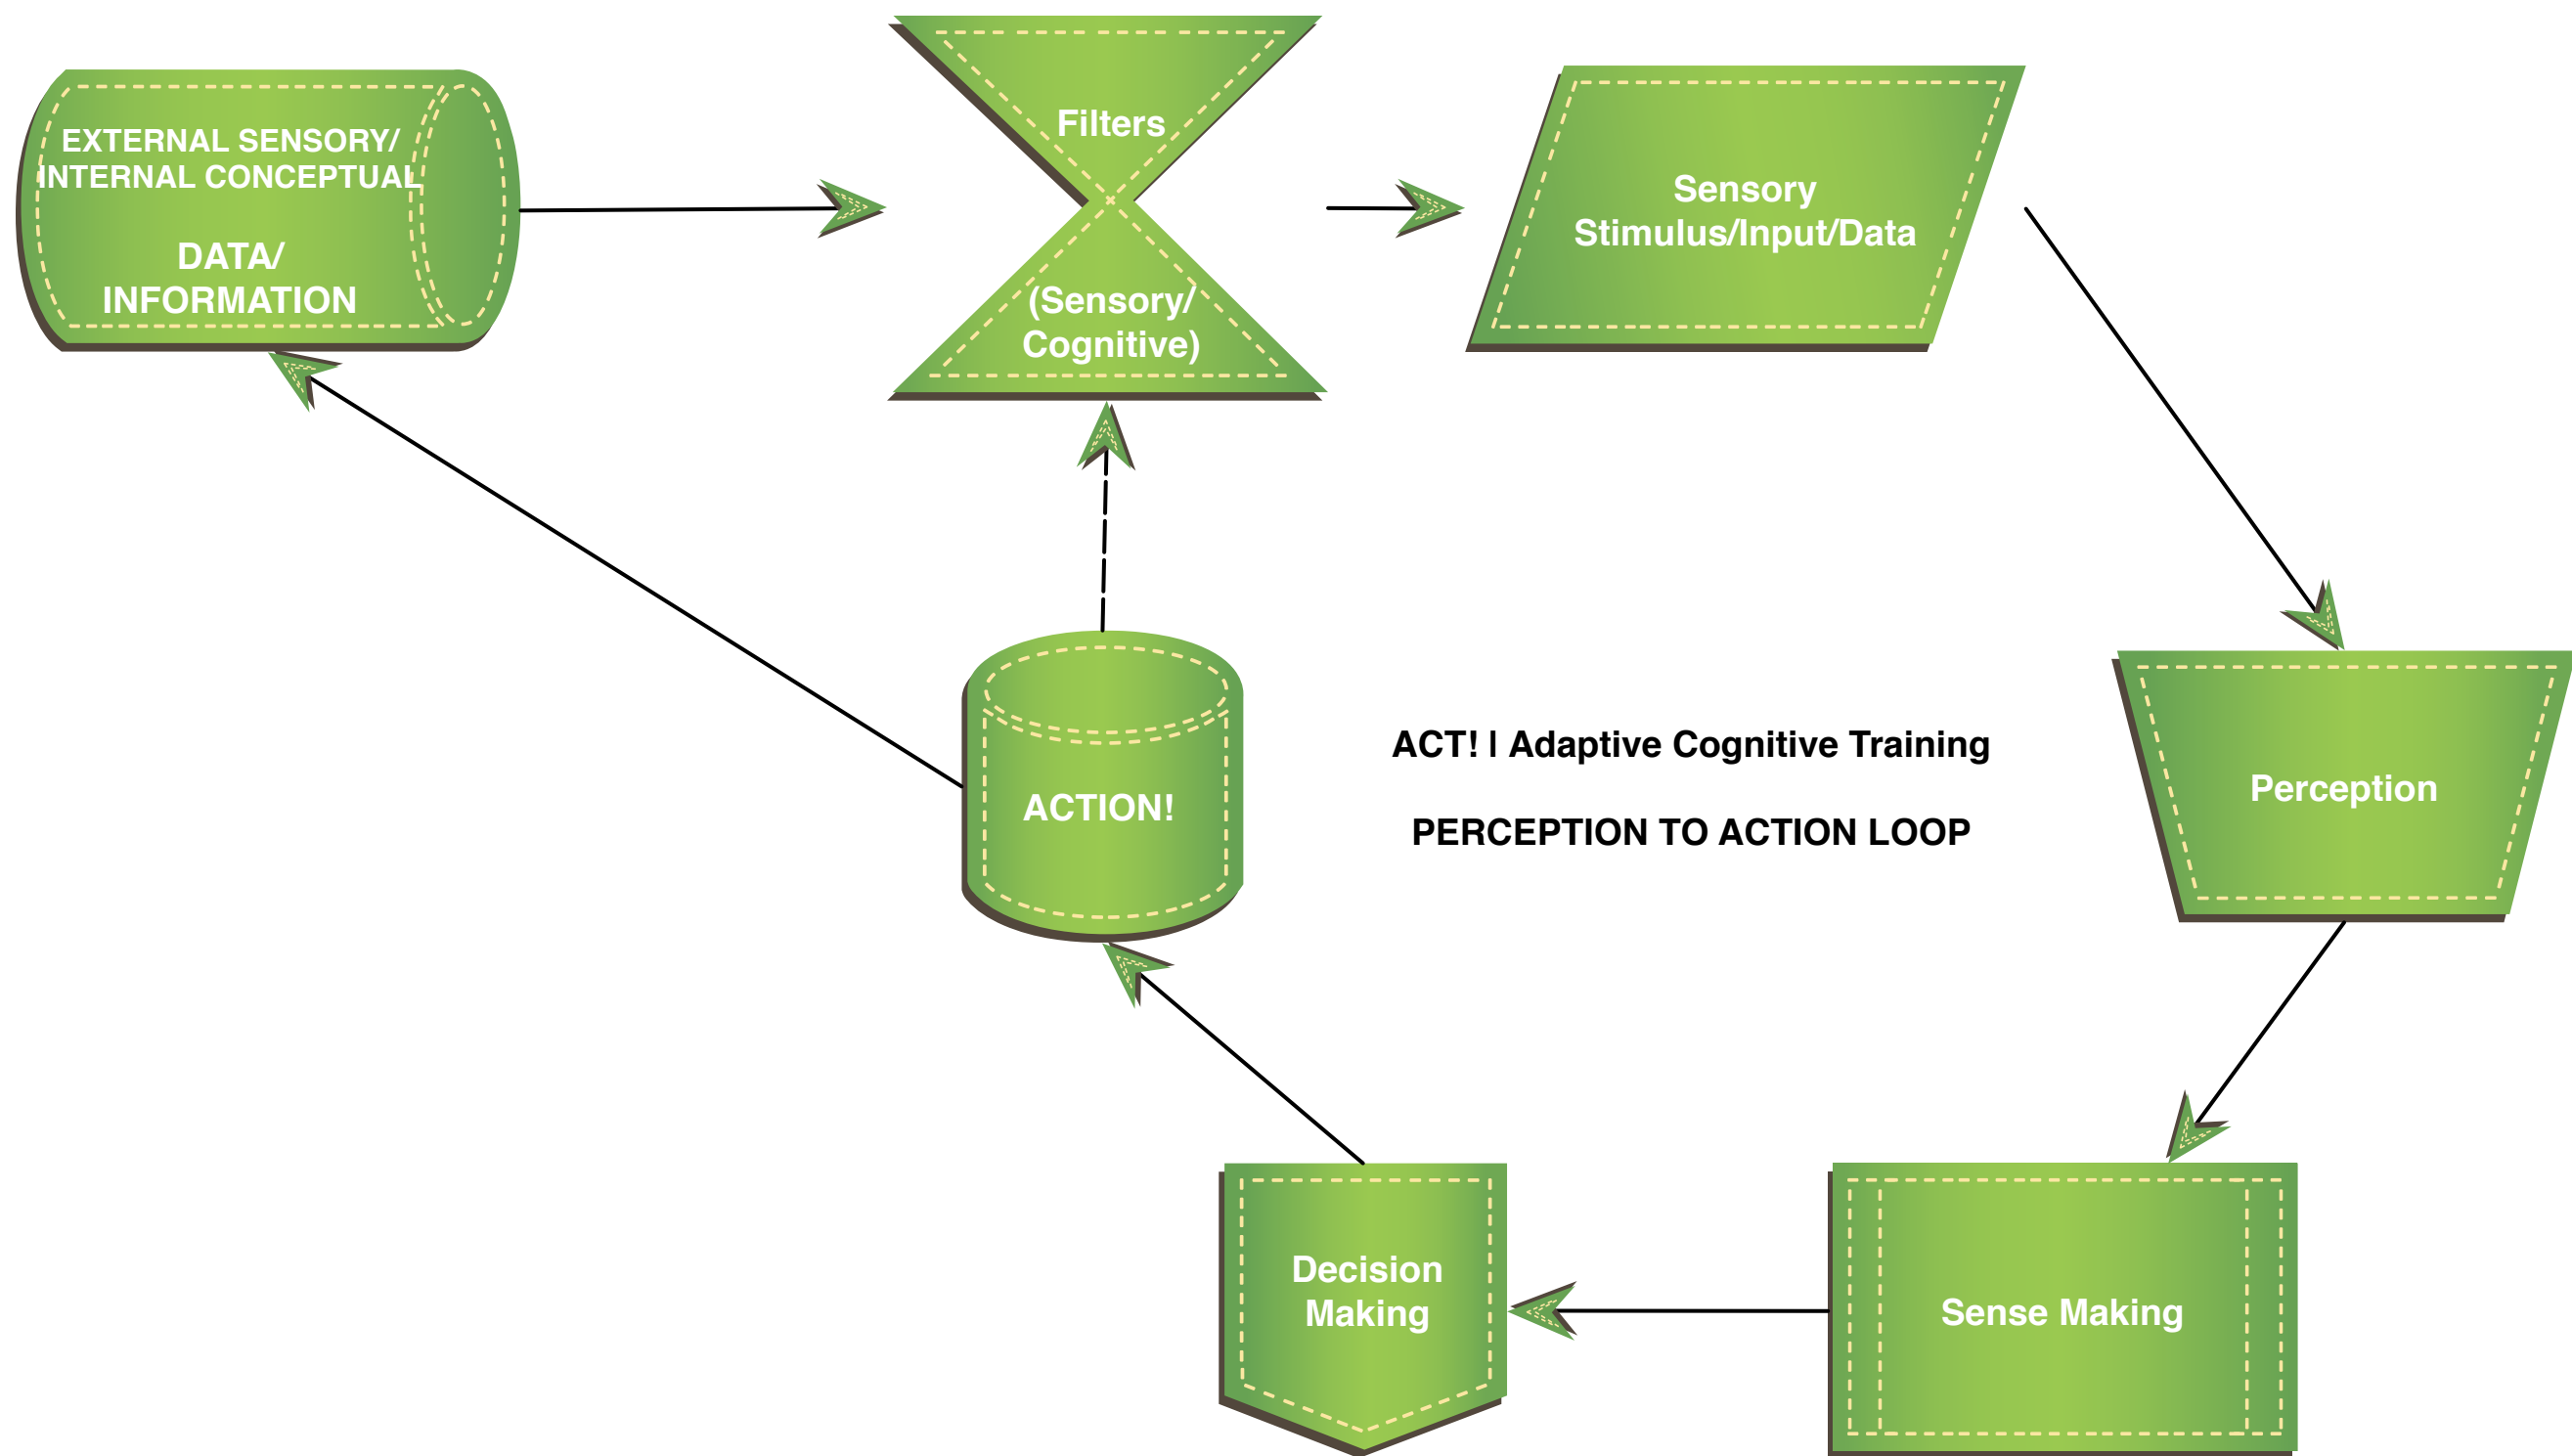 EXTERNAL SENSORY/
INTERNAL CONCEPTUAL
DATA/
INFORMATION
Filters
(Sensory/
Cognitive)
Sensory
Stimulus/Input/Data
Perception
ACT! | Adaptive Cognitive Training
PERCEPTION TO ACTION LOOP
ACTION!
Decision
Making
Sense Making